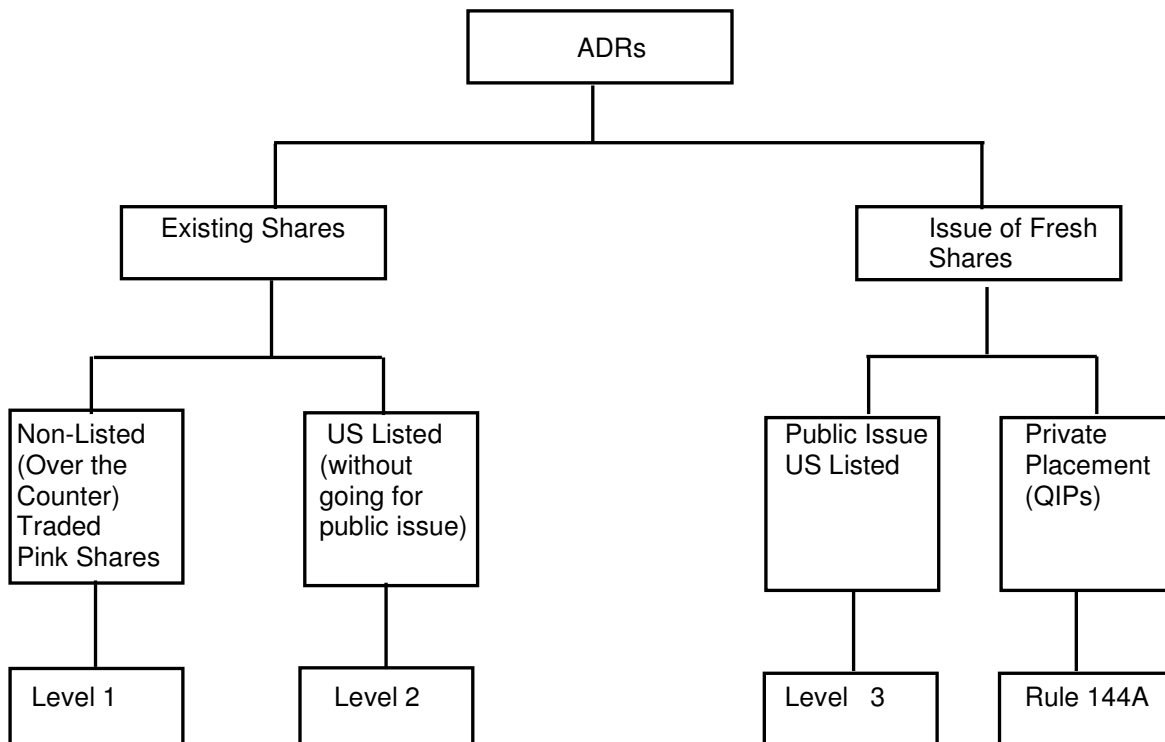 ADRs
Existing Shares
Issue of Fresh
Shares
Non-Listed
(Over the
Counter)
Traded
Pink Shares
US Listed
(without
going for
public issue)
Public Issue
US Listed
Private
Placement
(QIPs)
Level 1
Level 2
Level 3
Rule 144A